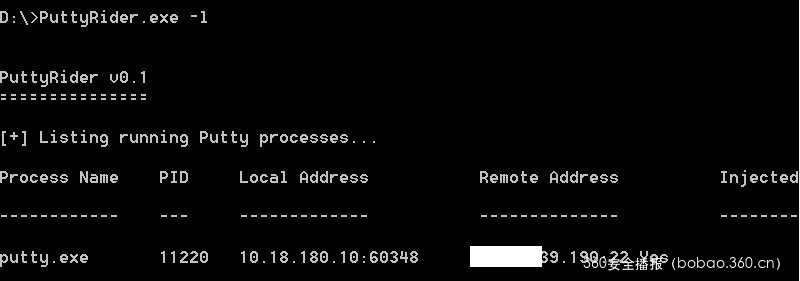 D:\>PuttyRider.exe -l
PuttyRider v0.1
===============
[+] Listing running Putty processes...
Process Name PID Local Address Remote Address Injected
------------ --- ------------- -------------- --------
putty.exe 11220 10.18.180.10:60348 39.190.22 Yes
360安全播报（bobao.360.cn）